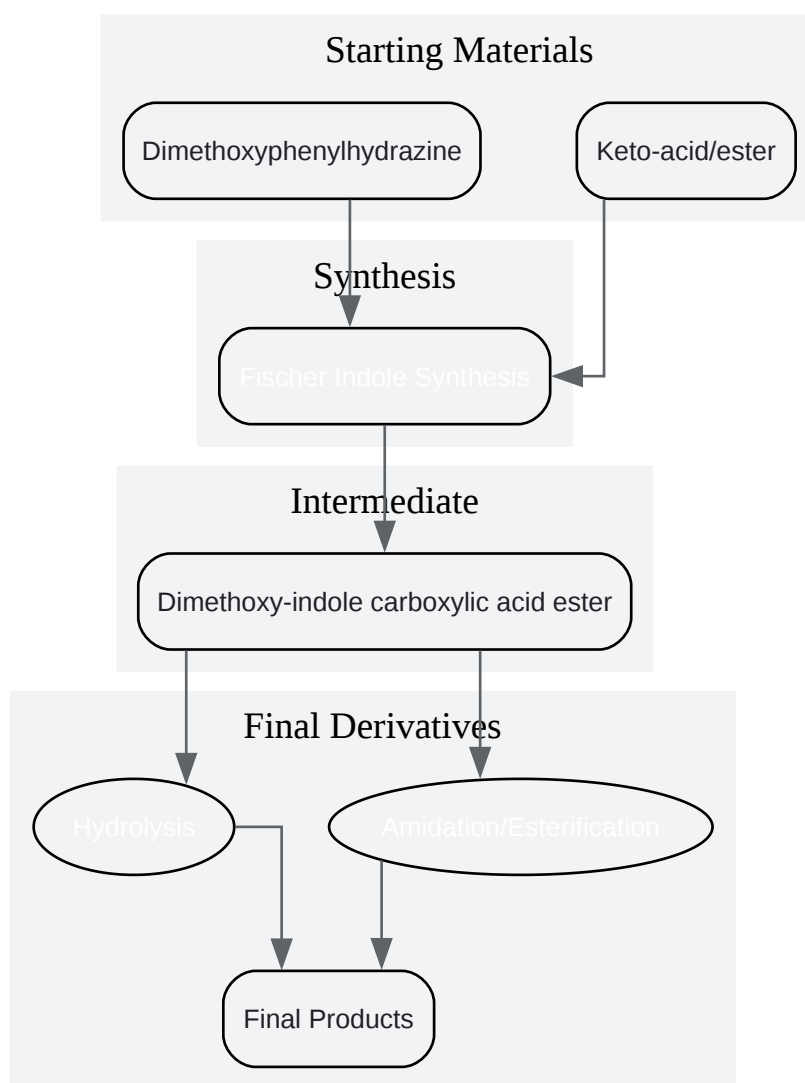 Starting Materials
Dimethoxyphenylhydrazine
Keto-acid/ester
Synthesis
Fischer Indole Synthesis
Intermediate
Dimethoxy-indole carboxylic acid ester
Final Derivatives
Hydrolysis
Amidation/Esterification
Final Products